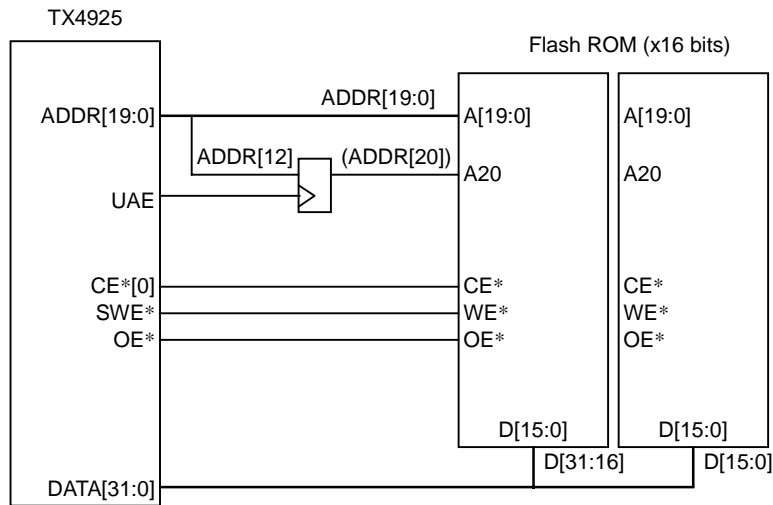 TX4925
Flash ROM (x16 bits)
ADDR[19:0]
ADDR[19:0]
A[19:0]
A[19:0]
ADDR[12]
(ADDR[20])
A20
A20
UAE
CE*[0]
CE*
CE*
SWE*
WE*
WE*
OE*
OE*
OE*
D[15:0]
D[15:0]
D[31:16]
D[15:0]
DATA[31:0]